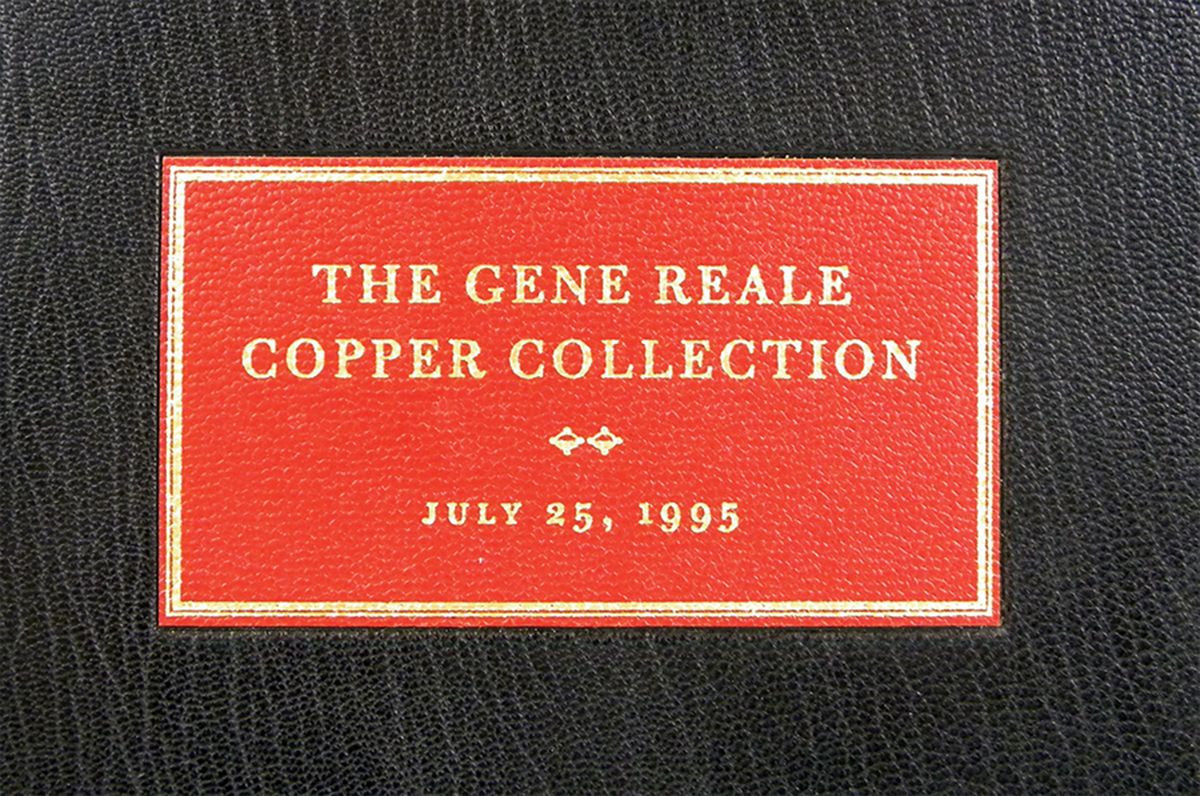 THE GENE REALE
COPPER COLLECTION
JULY 25, 1995